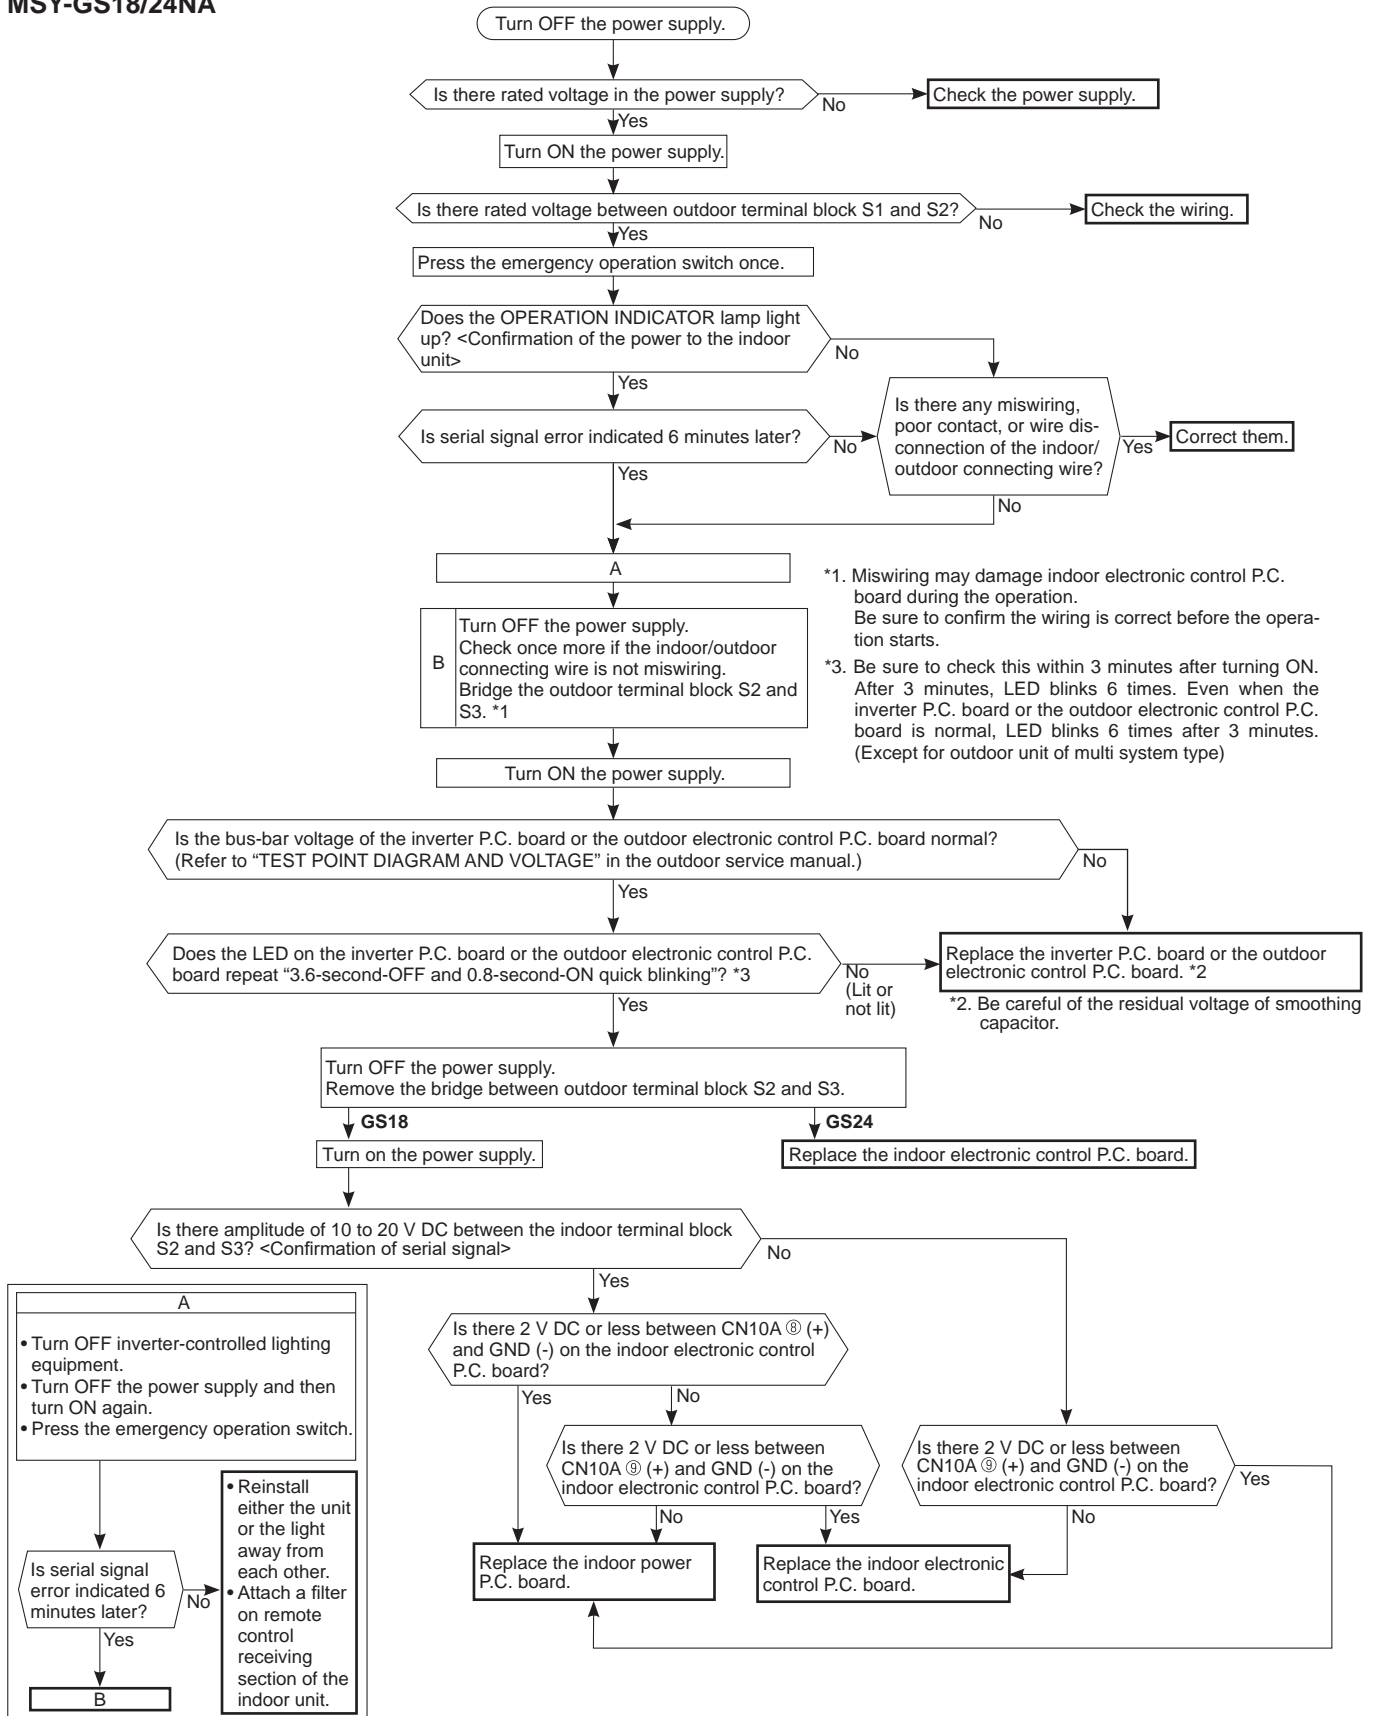 MSY-GS18/24NA
Turn OFF the power supply.
Is there rated voltage in the power supply?
No
Check the power supply.
Yes
Turn ON the power supply.
Is there rated voltage between outdoor terminal block S1 and S2?
No
Check the wiring.
Yes
Press the emergency operation switch once.
Does the OPERATION INDICATOR lamp light
up? <Confirmation of the power to the indoor
unit>
No
Yes
Is serial signal error indicated 6 minutes later?
No
Is there any miswiring,
poor contact, or wire dis-
connection of the indoor/
outdoor connecting wire?
Yes
Correct them.
Yes
No
A
B
Turn OFF the power supply.
Check once more if the indoor/outdoor
connecting wire is not miswiring.
Bridge the outdoor terminal block S2 and
S3. *1
*1. Miswiring may damage indoor electronic control P.C.
board during the operation.
Be sure to confirm the wiring is correct before the opera-
tion starts.
*3. Be sure to check this within 3 minutes after turning ON.
After 3 minutes, LED blinks 6 times. Even when the
inverter P.C. board or the outdoor electronic control P.C.
board is normal, LED blinks 6 times after 3 minutes.
(Except for outdoor unit of multi system type)
Turn ON the power supply.
Is the bus-bar voltage of the inverter P.C. board or the outdoor electronic control P.C. board normal?
(Refer to “TEST POINT DIAGRAM AND VOLTAGE” in the outdoor service manual.)
No
Yes
Does the LED on the inverter P.C. board or the outdoor electronic control P.C.
board repeat “3.6-second-OFF and 0.8-second-ON quick blinking”? *3
No
(Lit or
not lit)
Replace the inverter P.C. board or the outdoor
electronic control P.C. board. *2
*2. Be careful of the residual voltage of smoothing
capacitor.
Yes
Turn OFF the power supply.
Remove the bridge between outdoor terminal block S2 and S3.
GS18
GS24
Turn on the power supply.
Replace the indoor electronic control P.C. board.
Is there amplitude of 10 to 20 V DC between the indoor terminal block
S2 and S3? <Confirmation of serial signal>
No
Yes
Is there 2 V DC or less between CN10A ⑧ (+)
and GND (-) on the indoor electronic control
P.C. board?
Yes
No
Is there 2 V DC or less between
CN10A ⑨ (+) and GND (-) on the
indoor electronic control P.C. board?
No
Yes
Is there 2 V DC or less between
CN10A ⑨ (+) and GND (-) on the
indoor electronic control P.C. board?
Yes
No
Replace the indoor power
P.C. board.
Replace the indoor electronic
control P.C. board.
A
• Turn OFF inverter-controlled lighting
equipment.
• Turn OFF the power supply and then
turn ON again.
• Press the emergency operation switch.
Is serial signal
error indicated 6
minutes later?
No
• Reinstall
either the unit
or the light
away from
each other.
• Attach a filter
on remote
control
receiving
section of the
indoor unit.
Yes
B